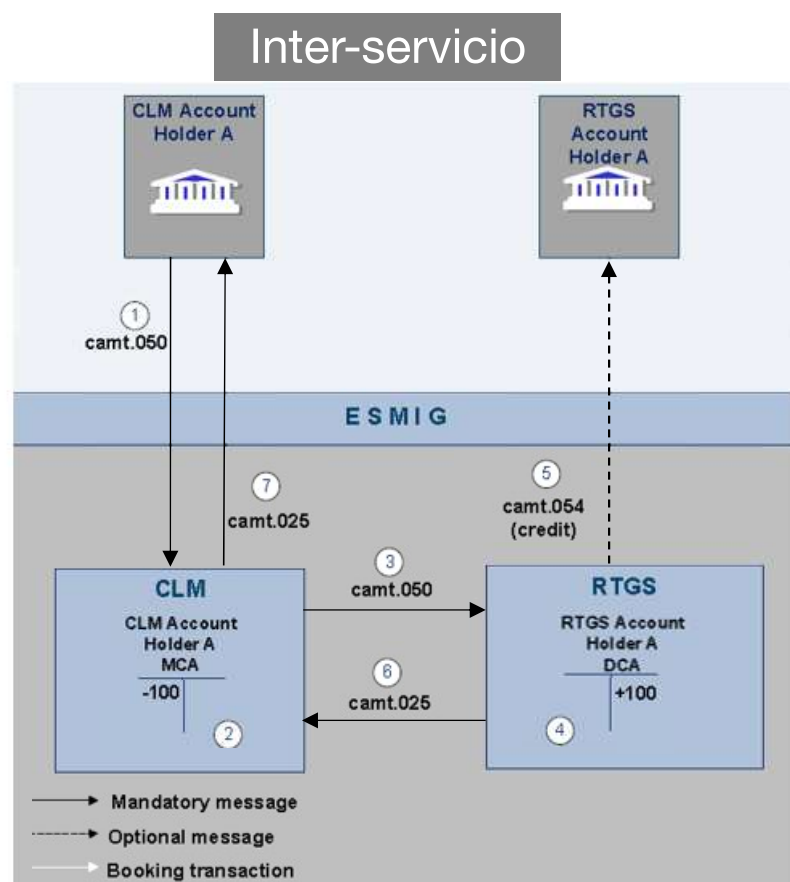 Inter-servicio
CLM Account
Holder A
RTGS
Account
Holder A
1
camt.050
E S M I G
7
camt.025
5
camt.054
(credit)
3
camt.050
CLM
CLM Account
Holder A
MCA
-100
2
RTGS
RTGS Account
Holder A
DCA
+100
4
6
camt.025
Mandatory message
Optional message
Booking transaction